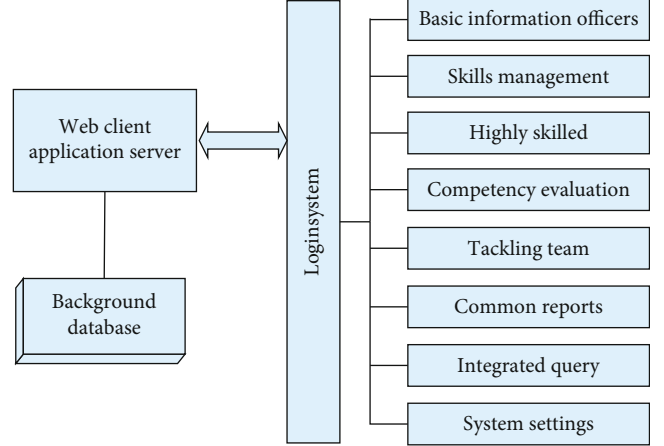 Web client
application server
Background
database
Loginsystem
Basic information officers
Skills management
Highly skilled
Competency evaluation
Tackling team
Common reports
Integrated query
System settings